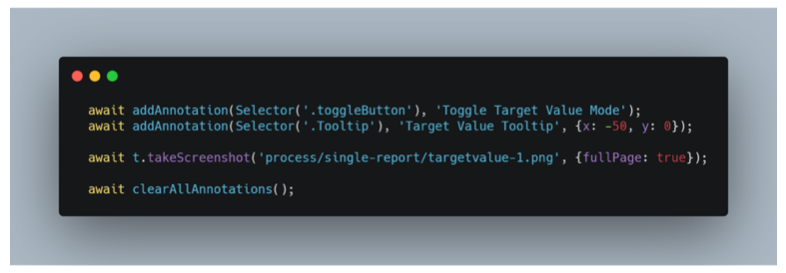 await addAnnotation(Selector('.toggleButton'), 'Toggle Target Value Mode');
await addAnnotation(Selector('.Tooltip'), 'Target Value Tooltip', {x: -50, y: 0});
await t.takeScreenshot('process/single-report/targetvalue-1.png', {fullPage: true});
await clearAllAnnotations();